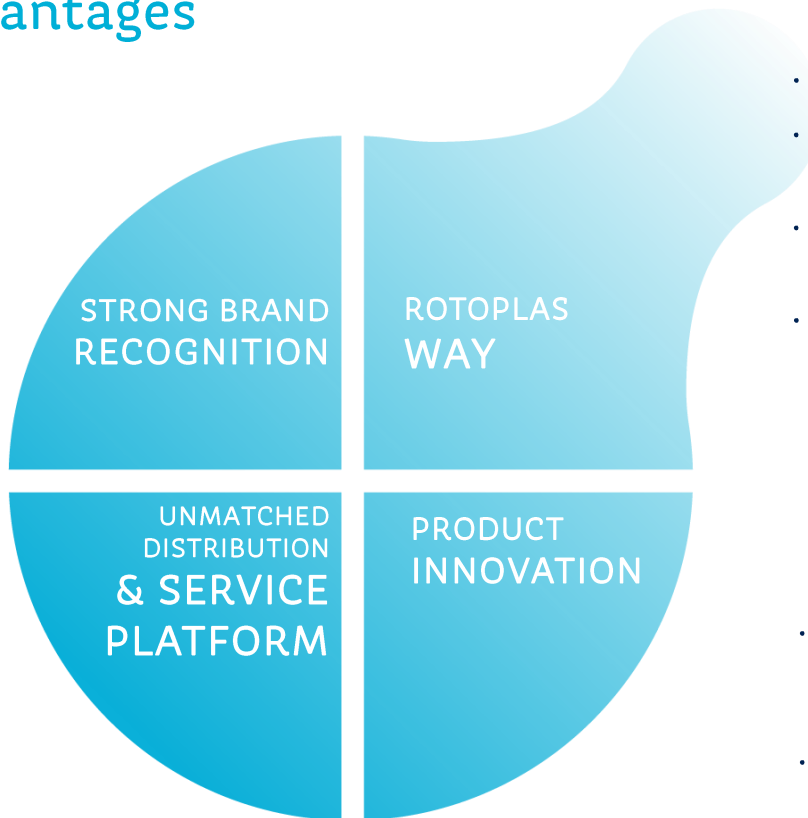 antages
STRONG BRAND
RECOGNITION
ROTOPLAS
WAY
UNMATCHED
DISTRIBUTION
& SERVICE
PLATFORM
PRODUCT
INNOVATION